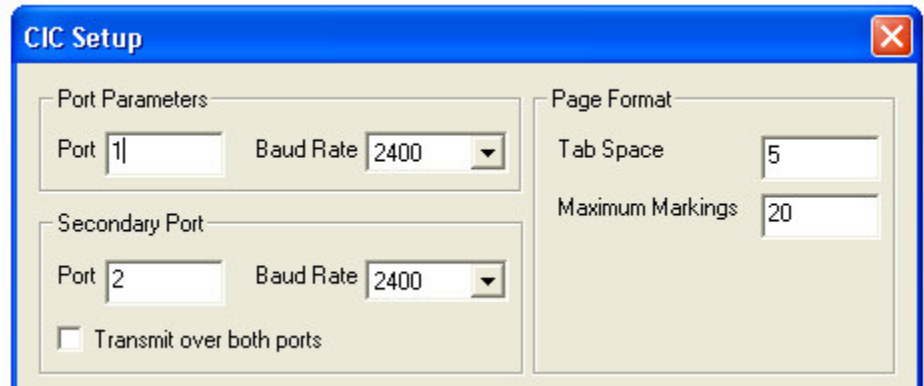 CIC Setup
Port Parameters
Port 1 Baud Rate 2400
Secondary Port
Port 2 Baud Rate 2400
Transmit over both ports
Page Format
Tab Space 5
Maximum Markings 20